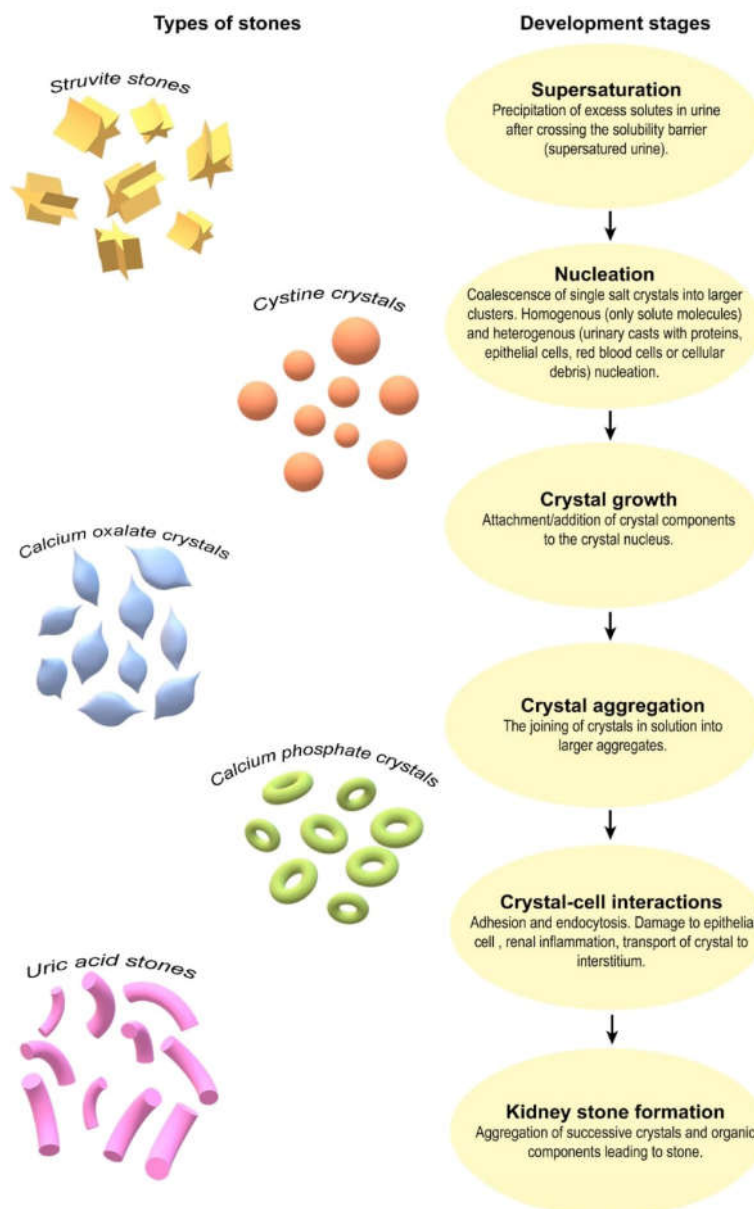 Types of stones
Development stages
Struvite stones
Cystine crystals
Calcium oxalate crystals
Calcium phosphate crystals
Uric acid stones
Supersaturation
Precipitation of excess solutes in urine
after crossing the solubility barrier
(supersatured urine).
Nucleation
Coalescensce of single salt crystals into larger
clusters. Homogenous (only solute molecules)
and heterogenous (urinary casts with proteins,
epithelial cells, red blood cells or cellular
debris) nucleation.
Crystal growth
Attachment/addition of crystal components
to the crystal nucleus.
Crystal aggregation
The joining of crystals in solution into
larger aggregates.
Crystal-cell interactions
Adhesion and endocytosis. Damage to epithelia
cell , renal inflammation, transport of crystal to
interstitium.
Kidney stone formation
Aggregation of successive crystals and organic
components leading to stone.